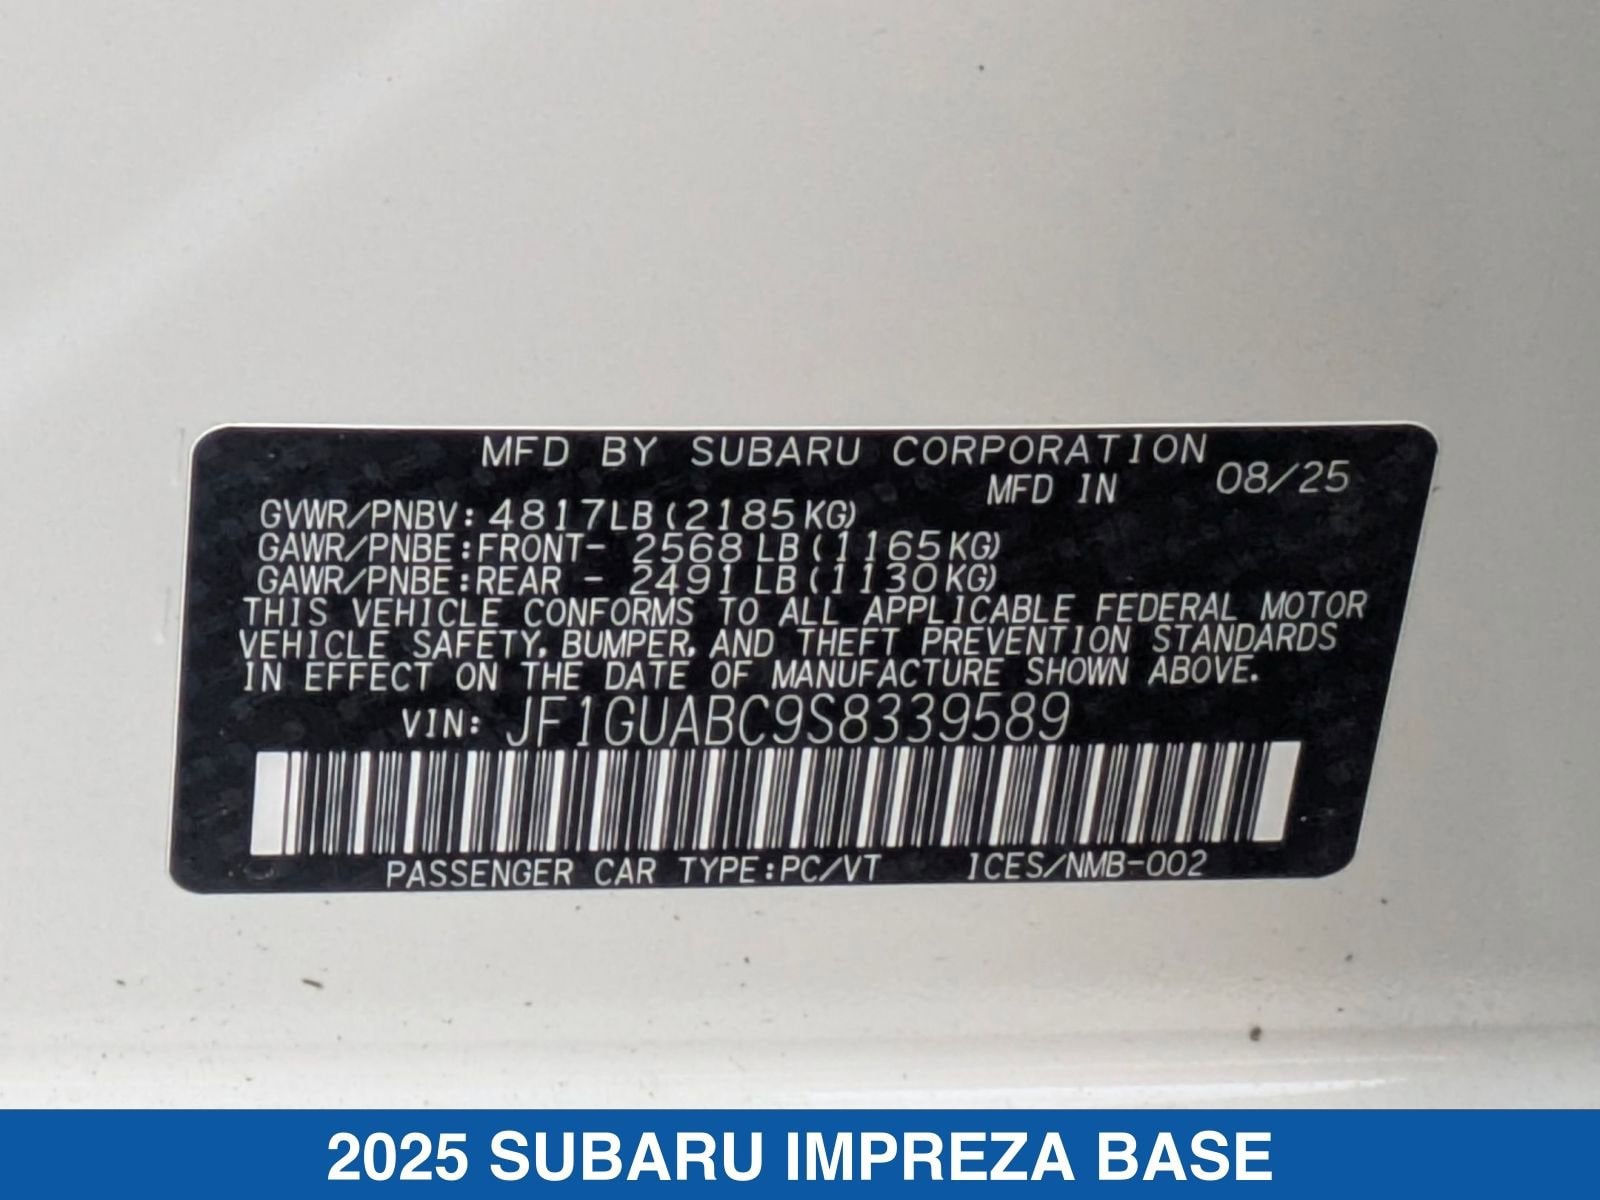 MFD BY SUBARU CORPORATION
MFD IN 08/25
GVWR/PNBV: 4817LB (2185KG)
GAWR/PNBE:FRONT- 2568 LB (1165KG)
GAWR/PNBE:REAR - 2491 LB (1130KG)
THIS VEHICLE CONFORMS TO ALL APPLICABLE FEDERAL MOTOR
VEHICLE SAFETY, BUMPER, AND THEFT PREVENTION STANDARDS
IN EFFECT ON THE DATE OF MANUFACTURE SHOWN ABOVE.
VIN: JF1GUABC9S8339589
PASSENGER CAR TYPE:PC/VT ICES/NMB-002
2025 SUBARU IMPREZA BASE